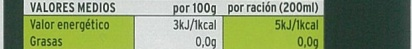 VALORES MEDIOS por 100g por ración (200ml)
Valor energético 3kJ/1kcal 5kJ/1kcal
Grasas 0,0g 0,0g